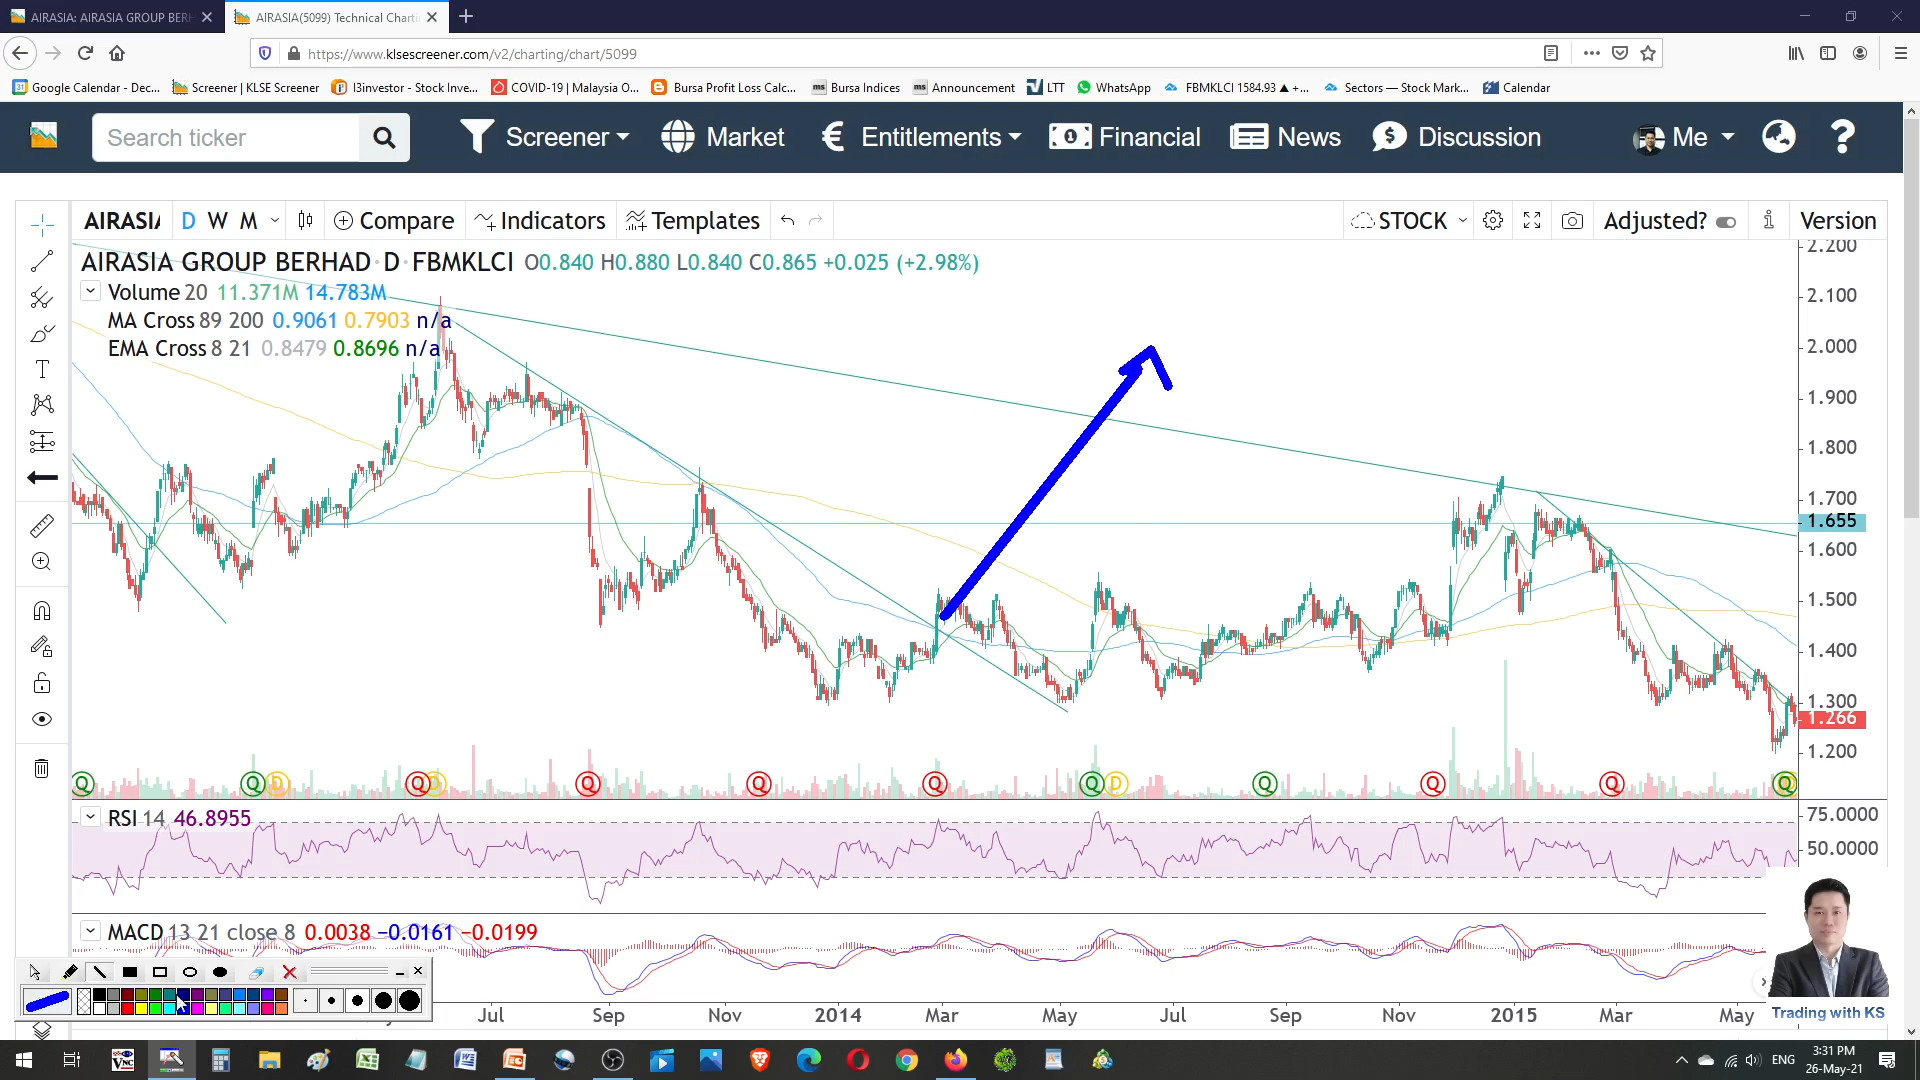 AIRASIA: AIRASIA GROUP BERH
AIRASIA(5099) Technical Charti
https://www.klsescreener.com/v2/charting/chart/5099
Google Calendar - Dec...
Screener | KLSE Screener
I3investor - Stock Inve...
COVID-19 | Malaysia O...
Bursa Profit Loss Calc...
ms Bursa Indices
ms Announcement
LTT
WhatsApp
FBMKLCI 1584.93 ▲ +...
Sectors — Stock Mark...
Calendar
Search ticker
Screener
Market
Entitlements
Financial
News
Discussion
Me
AIRASIA
D W M
Compare
Indicators
Templates
STOCK
Adjusted?
Version
AIRASIA GROUP BERHAD D FBMKLCI O0.840 H0.880 L0.840 C0.865 +0.025 (+2.98%)
Volume 20 11.371M 14.783M
MA Cross 89 200 0.9061 0.7903 n/a
EMA Cross 8 21 0.8479 0.8696 n/a
2.200
2.100
2.000
1.900
1.800
1.700
1.655
1.600
1.500
1.400
1.300
1.266
1.200
Q Q D Q D Q Q Q Q D Q Q Q Q
RSI 14 46.8955
75.0000
50.0000
MACD 13 21 close 8 0.0038 −0.0161 −0.0199
Jul Sep Nov 2014 Mar May Jul Sep Nov 2015 Mar May
Trading with KS
ENG
3:31 PM
26-May-21